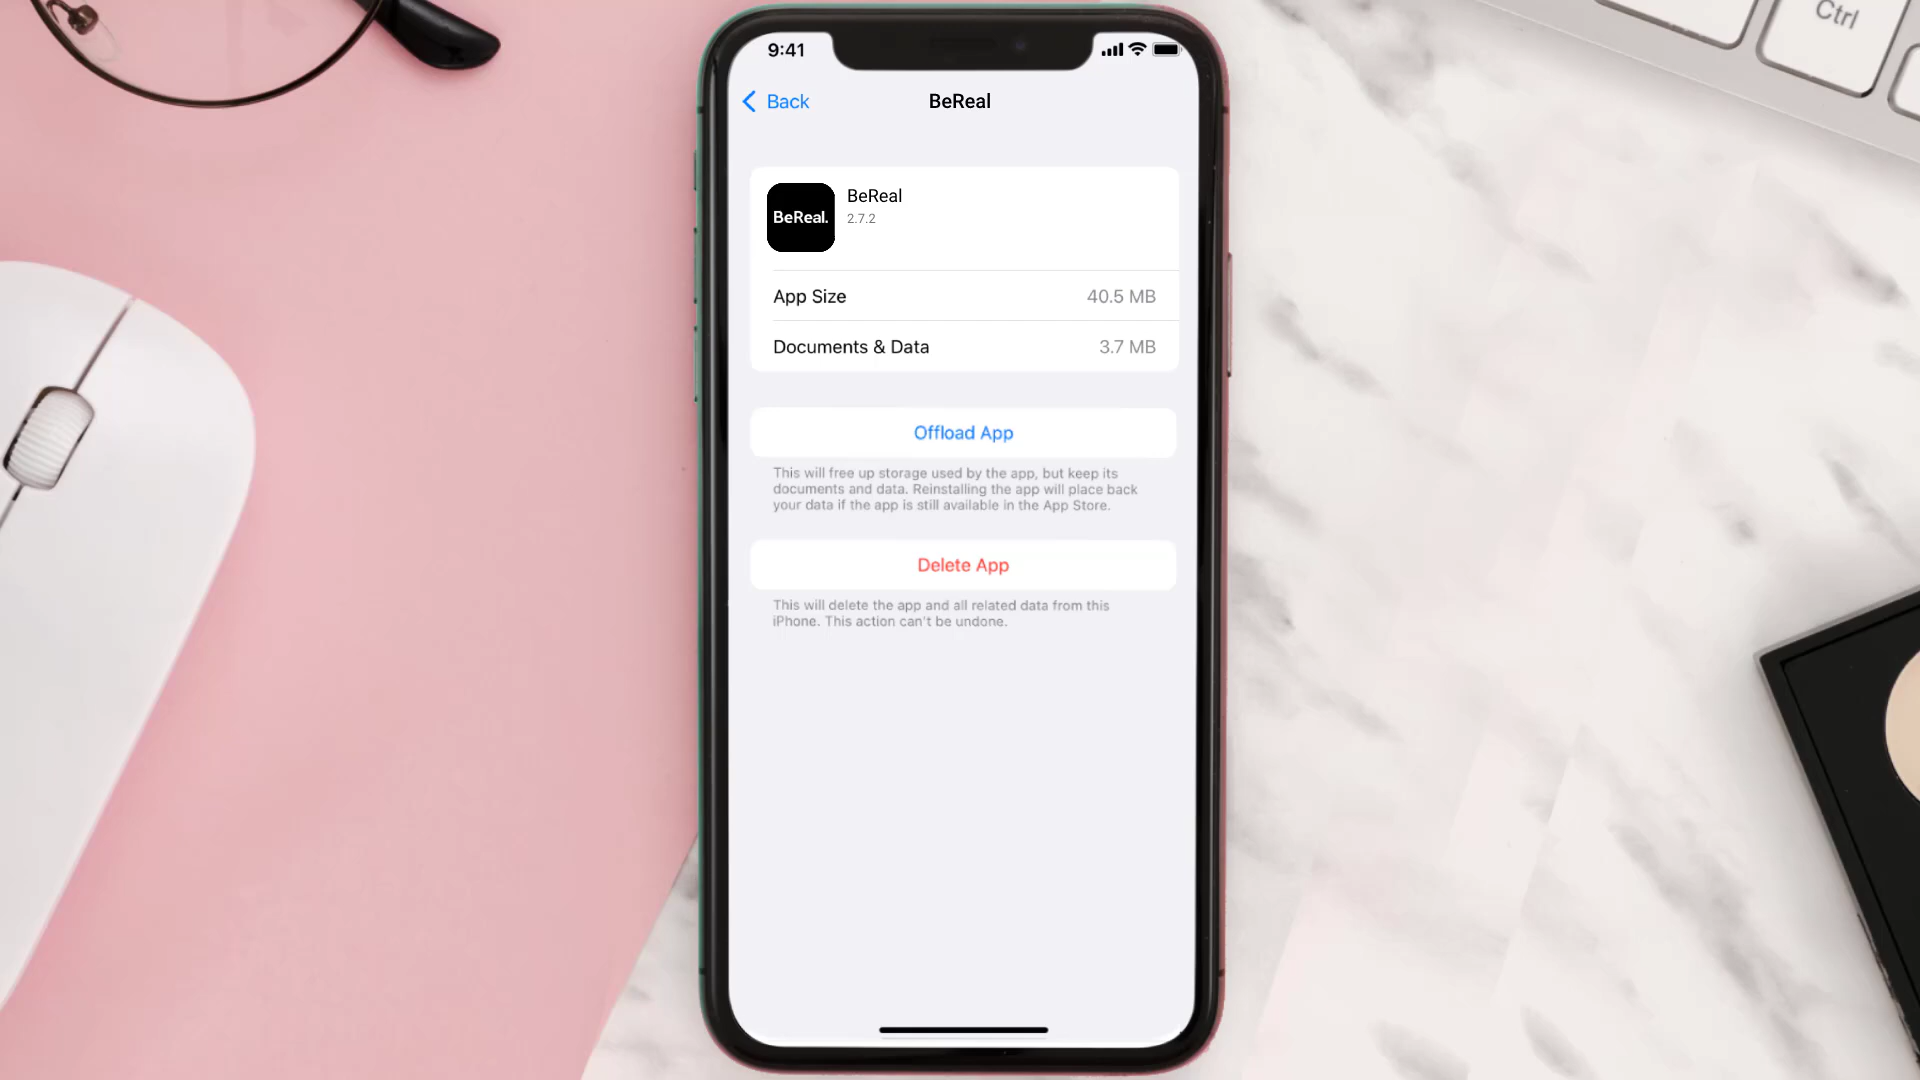 Ctrl
9:41
Back
BeReal
BeReal.
BeReal
2.7.2
App Size 40.5 MB
Documents & Data 3.7 MB
Offload App
This will free up storage used by the app, but keep its
documents and data. Reinstalling the app will place back
your data if the app is still available in the App Store.
Delete App
This will delete the app and all related data from this
iPhone. This action can't be undone.